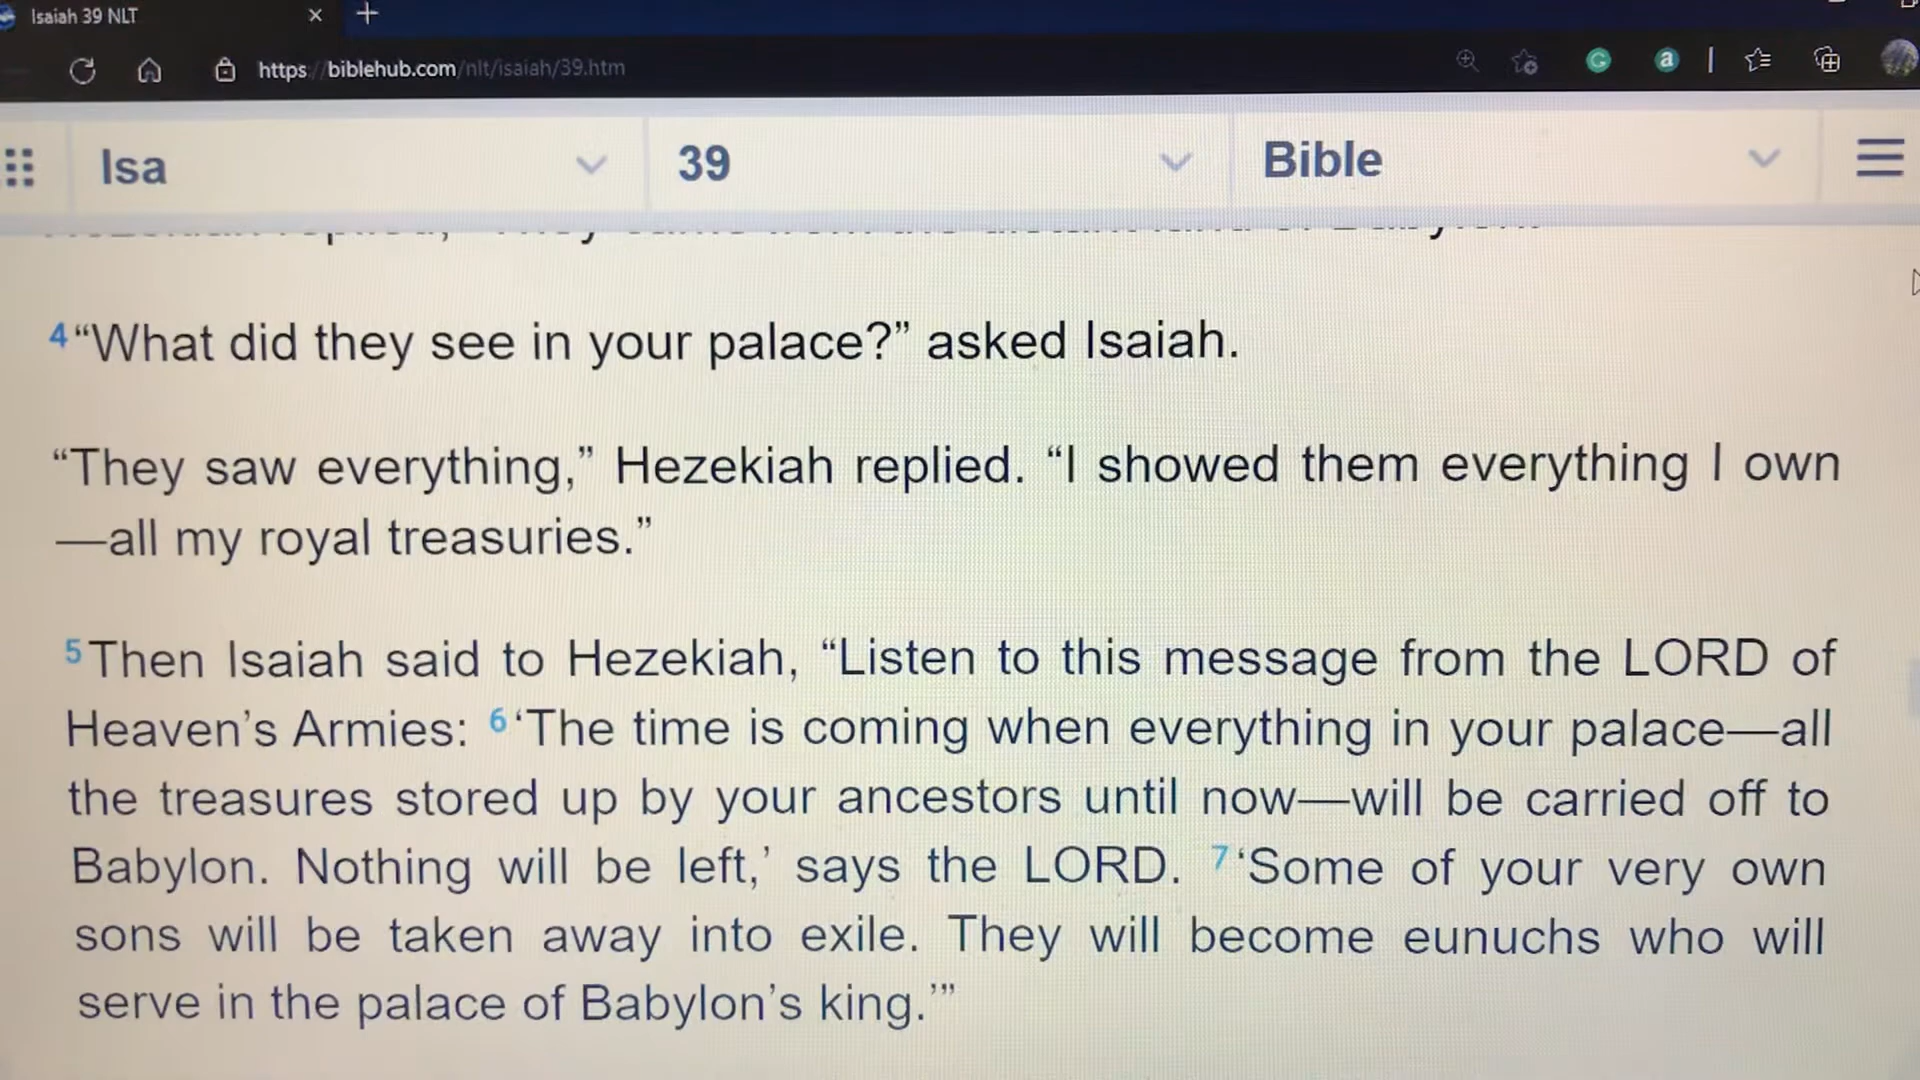 Isaiah 39 NLT
https://biblehub.com/nlt/isaiah/39.htm
Isa
39
Bible
4 “What did they see in your palace?” asked Isaiah.
“They saw everything,” Hezekiah replied. “I showed them everything I own
—all my royal treasuries.”
5 Then Isaiah said to Hezekiah, “Listen to this message from the LORD of
Heaven’s Armies: 6 ‘The time is coming when everything in your palace—all
the treasures stored up by your ancestors until now—will be carried off to
Babylon. Nothing will be left,’ says the LORD. 7 ‘Some of your very own
sons will be taken away into exile. They will become eunuchs who will
serve in the palace of Babylon’s king.’”